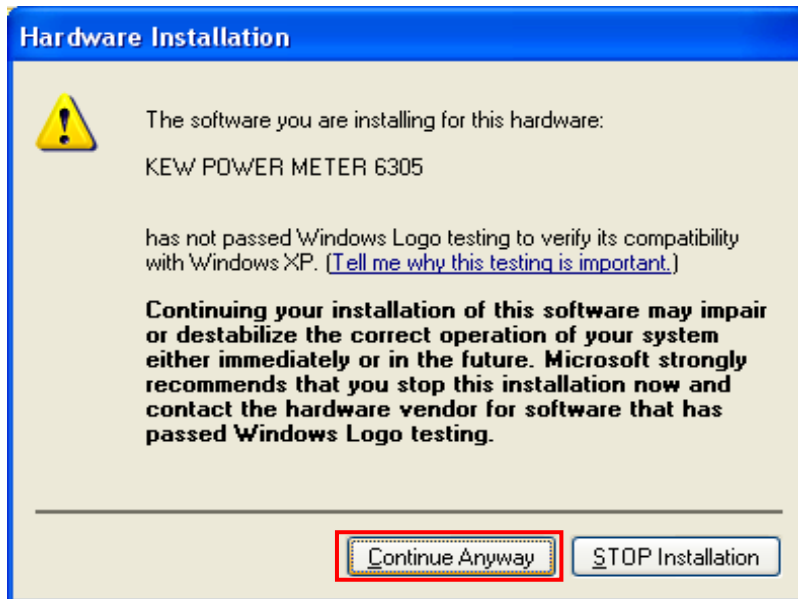 Hardware Installation
The software you are installing for this hardware:
KEW POWER METER 6305
has not passed Windows Logo testing to verify its compatibility
with Windows XP. (Tell me why this testing is important.)
Continuing your installation of this software may impair
or destabilize the correct operation of your system
either immediately or in the future. Microsoft strongly
recommends that you stop this installation now and
contact the hardware vendor for software that has
passed Windows Logo testing.
Continue Anyway
STOP Installation